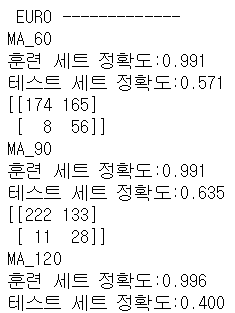 EURO -------------
MA_60
훈련 세트 정확도:0.991
테스트 세트 정확도:0.571
[[174 165]
 [  8  56]]
MA_90
훈련 세트 정확도:0.991
테스트 세트 정확도:0.635
[[222 133]
 [ 11  28]]
MA_120
훈련 세트 정확도:0.996
테스트 세트 정확도:0.400